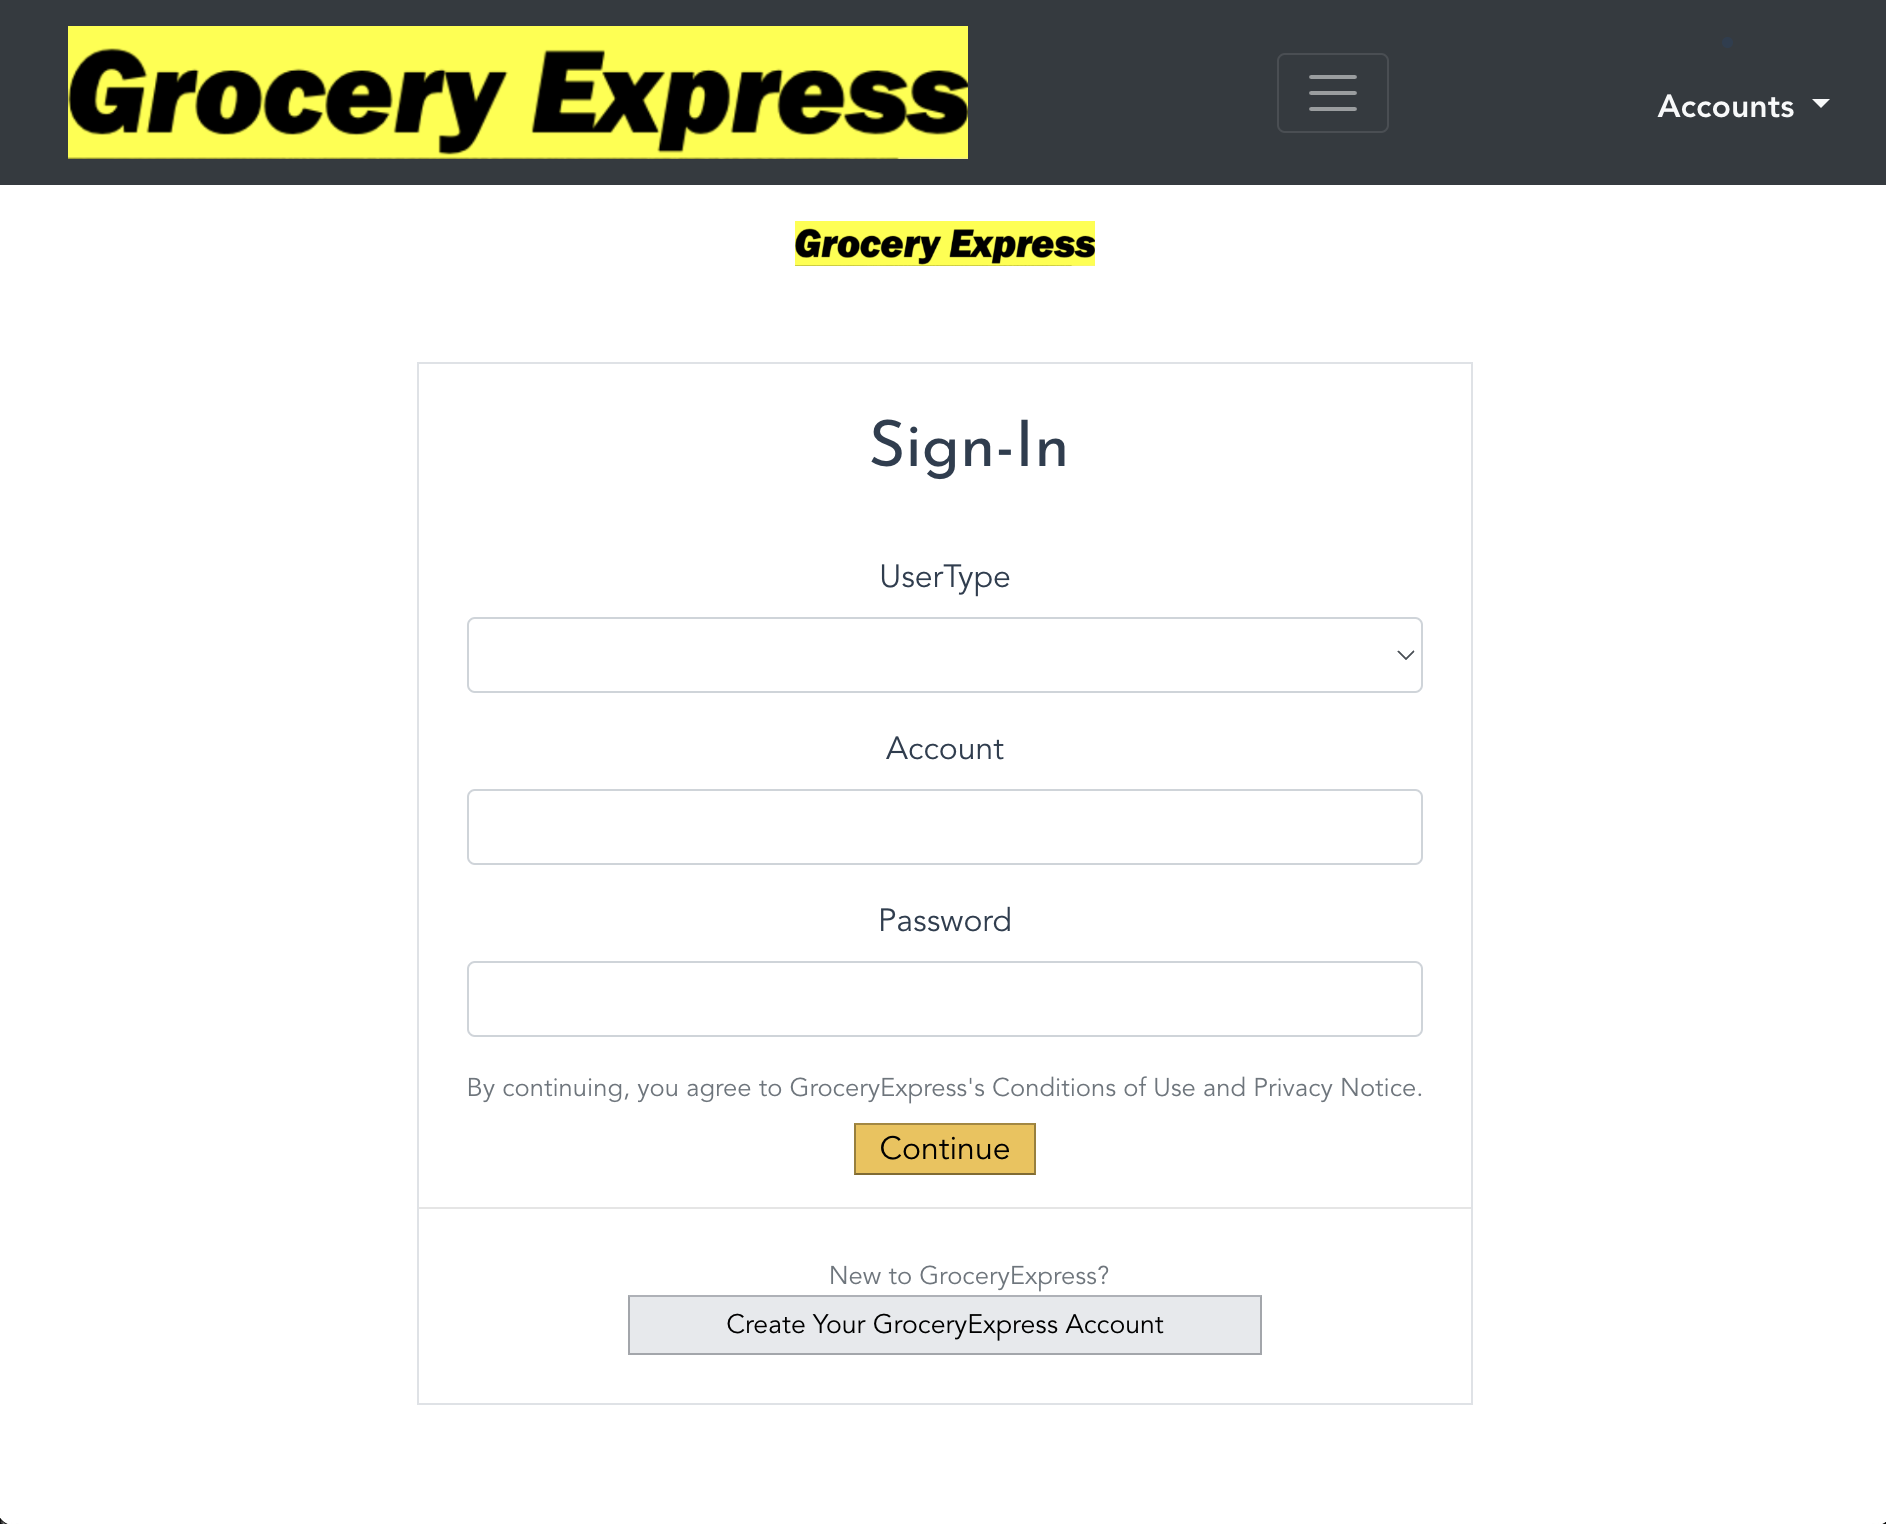 Grocery Express
Accounts
Grocery Express
Sign-In
UserType
Account
Password
By continuing, you agree to GroceryExpress's Conditions of Use and Privacy Notice.
Continue
New to GroceryExpress?
Create Your GroceryExpress Account